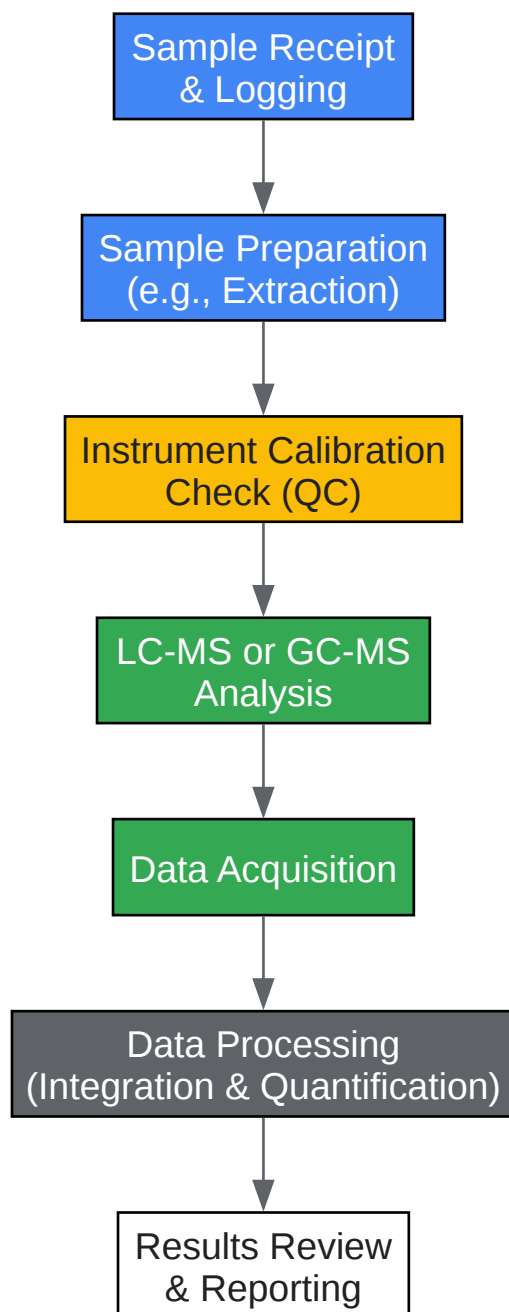 Sample Receipt
& Logging
Sample Preparation
(e.g., Extraction)
Instrument Calibration
Check (QC)
LC-MS or GC-MS
Analysis
Data Acquisition
Data Processing
(Integration & Quantification)
Results Review
& Reporting